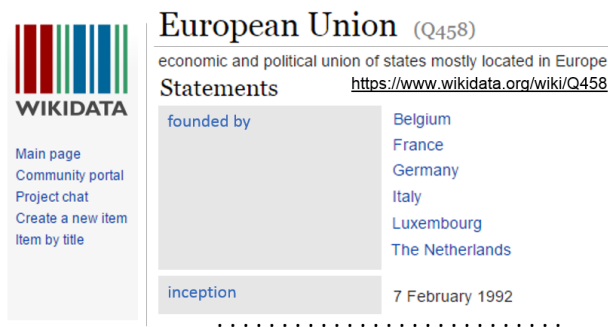 WIKIDATA
Main page
Community portal
Project chat
Create a new item
Item by title
European Union (Q458)
economic and political union of states mostly located in Europe
Statements https://www.wikidata.org/wiki/Q458
founded by Belgium
France
Germany
Italy
Luxembourg
The Netherlands
inception 7 February 1992